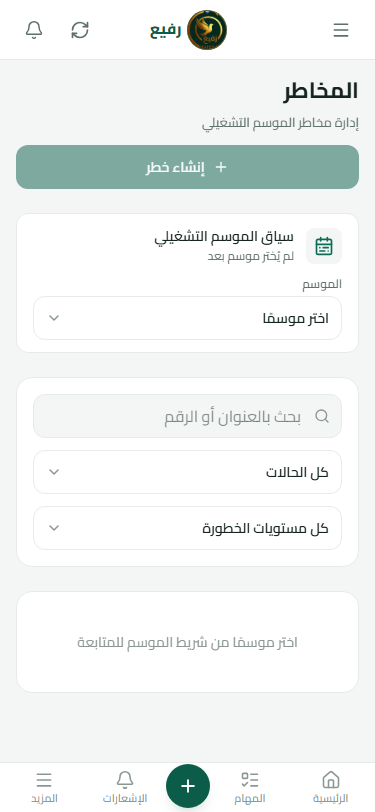 رفيع
المخاطر
إدارة مخاطر الموسم التشغيلي
إنشاء خطر
سياق الموسم التشغيلي
لم يُختر موسم بعد
الموسم
اختر موسمًا
بحث بالعنوان أو الرقم
كل الحالات
كل مستويات الخطورة
اختر موسمًا من شريط الموسم للمتابعة
الرئيسية
المهام
الإشعارات
المزيد